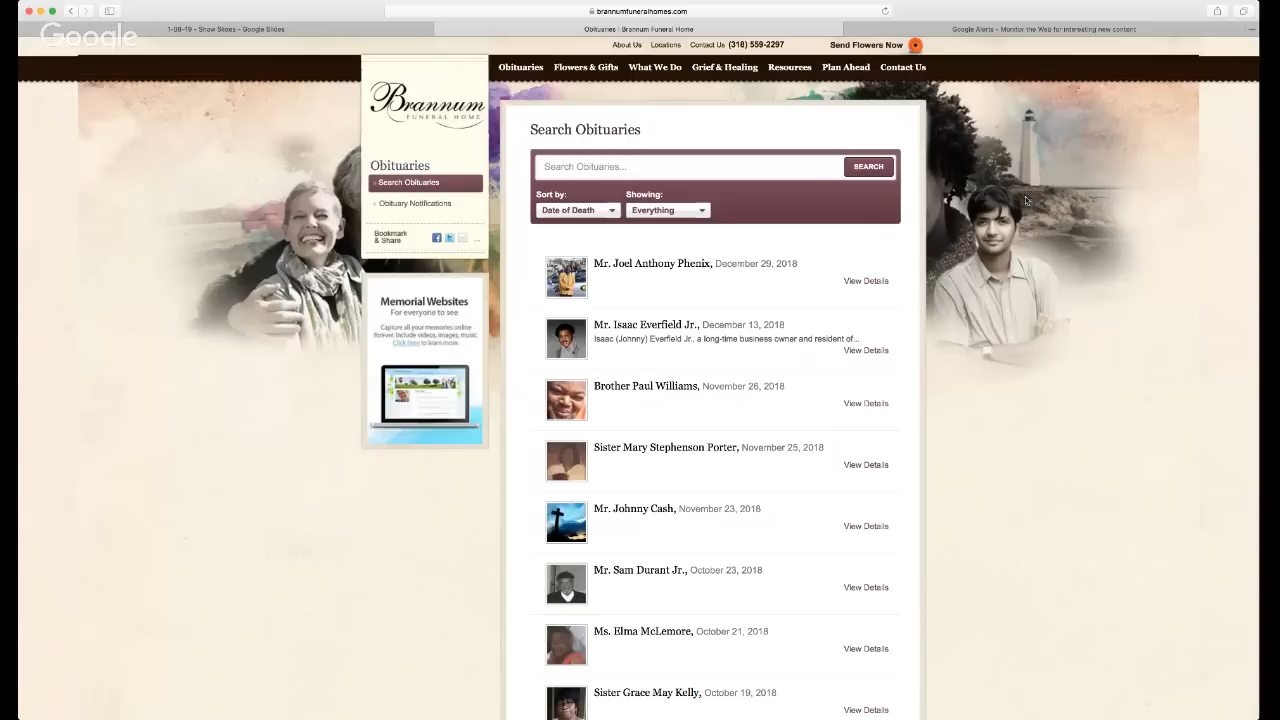 brannumfuneralhomes.com
1-08-19 - Show Slices - Google Slides
Obituaries | Brannum Funeral Home
Google Alerts - Monitor the Web for interesting new content
Google
About Us Locations Contact Us (318) 559-2297 Send Flowers Now
Obituaries Flowers & Gifts What We Do Grief & Healing Resources Plan Ahead Contact Us
Brannum
FUNERAL HOME
Obituaries
Search Obituaries
Obituary Notifications
Bookmark
& Share
...
Memorial Websites
For everyone to see
Capture all your memories online
forever. Include videos, images, music.
Click here to learn more.
Search Obituaries
Search Obituaries...
SEARCH
Sort by: Showing:
Date of Death Everything
Mr. Joel Anthony Phenix, December 29, 2018
View Details
Mr. Isaac Everfield Jr., December 13, 2018
Isaac (Johnny) Everfield Jr., a long-time business owner and resident of...
View Details
Brother Paul Williams, November 26, 2018
View Details
Sister Mary Stephenson Porter, November 25, 2018
View Details
Mr. Johnny Cash, November 23, 2018
View Details
Mr. Sam Durant Jr., October 23, 2018
View Details
Ms. Elma McLemore, October 21, 2018
View Details
Sister Grace May Kelly, October 19, 2018
View Details